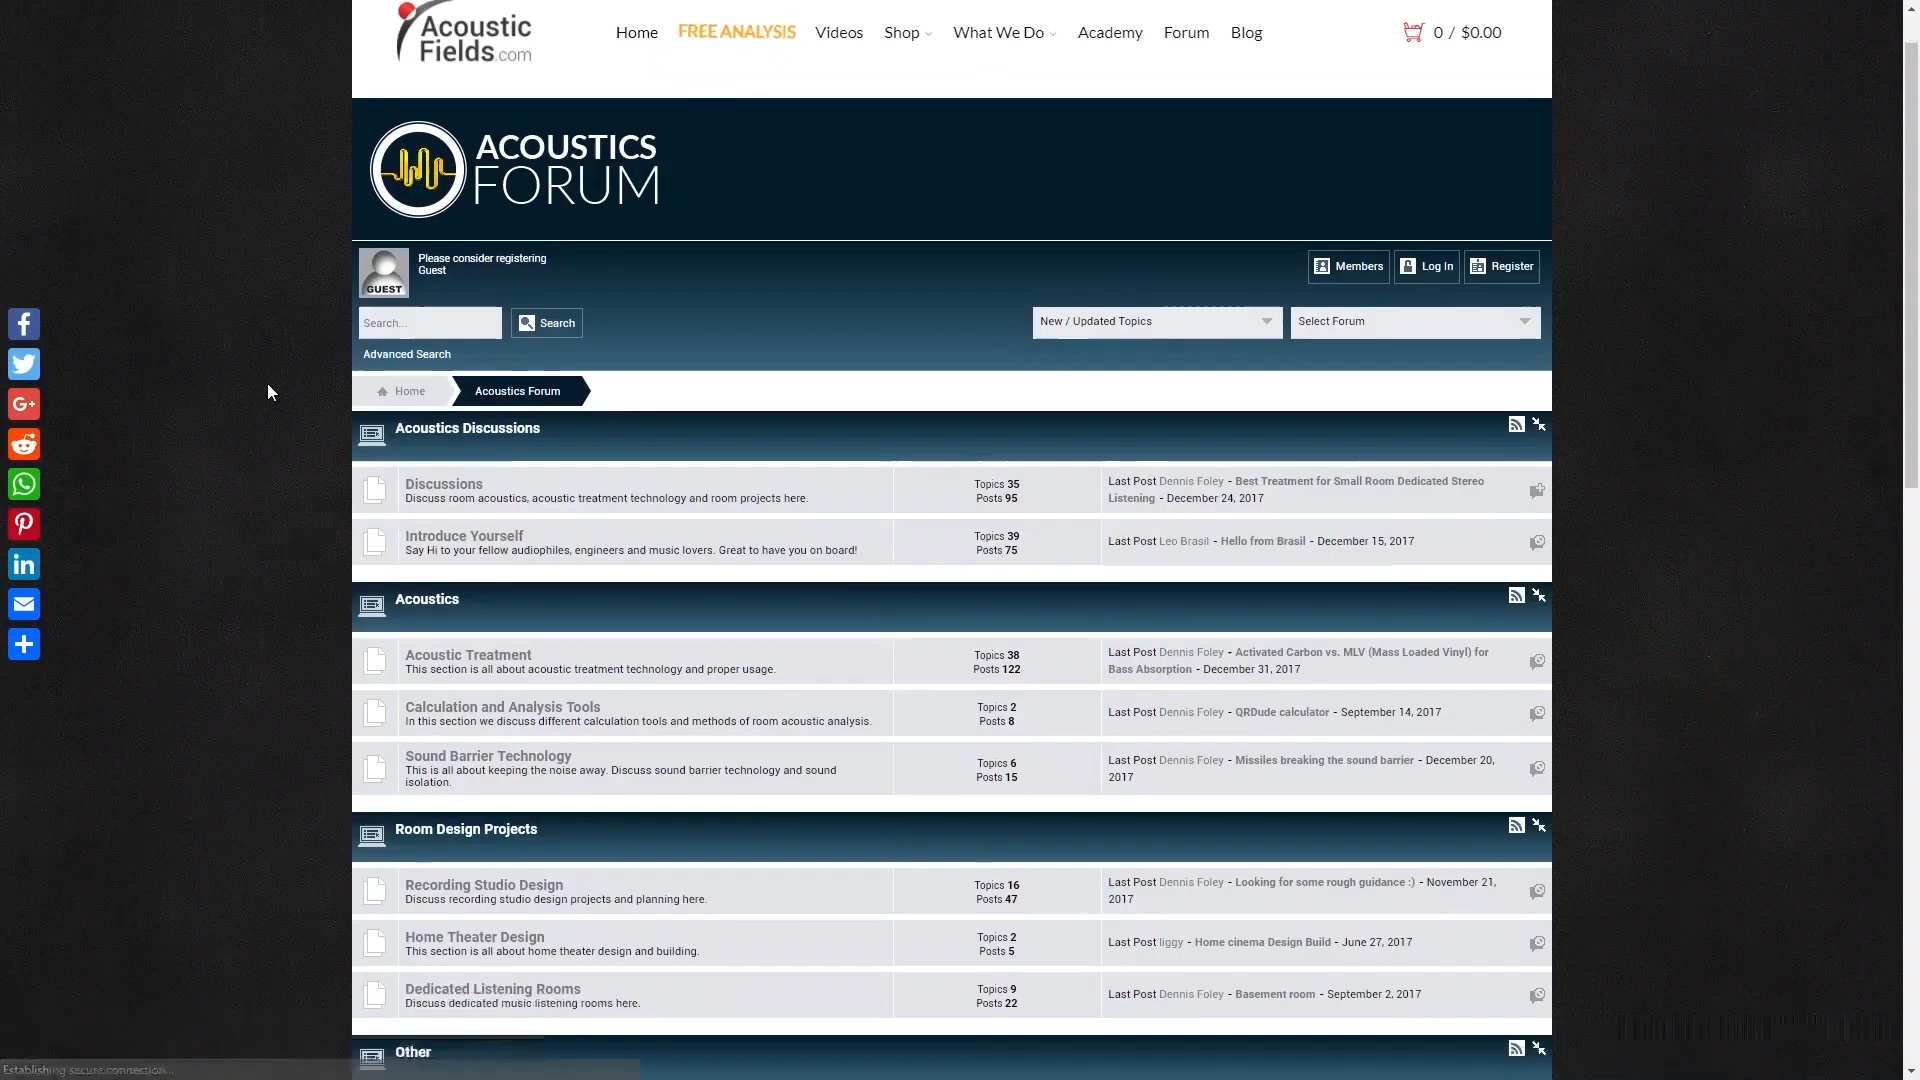 Acoustic
Fields.com
Home FREE ANALYSIS Videos Shop What We Do Academy Forum Blog 0 / $0.00
ACOUSTICS
FORUM
GUEST
Please consider registering
Guest
Members Log In Register
Search... Search New / Updated Topics Select Forum
Advanced Search
Home Acoustics Forum
Acoustics Discussions
Discussions
Discuss room acoustics, acoustic treatment technology and room projects here.
Topics 35
Posts 95
Last Post Dennis Foley - Best Treatment for Small Room Dedicated Stereo
Listening - December 24, 2017
Introduce Yourself
Say Hi to your fellow audiophiles, engineers and music lovers. Great to have you on board!
Topics 39
Posts 75
Last Post Leo Brasil - Hello from Brasil - December 15, 2017
Acoustics
Acoustic Treatment
This section is all about acoustic treatment technology and proper usage.
Topics 38
Posts 122
Last Post Dennis Foley - Activated Carbon vs. MLV (Mass Loaded Vinyl) for
Bass Absorption - December 31, 2017
Calculation and Analysis Tools
In this section we discuss different calculation tools and methods of room acoustic analysis.
Topics 2
Posts 8
Last Post Dennis Foley - QRDude calculator - September 14, 2017
Sound Barrier Technology
This is all about keeping the noise away. Discuss sound barrier technology and sound
isolation.
Topics 6
Posts 15
Last Post Dennis Foley - Missiles breaking the sound barrier - December 20,
2017
Room Design Projects
Recording Studio Design
Discuss recording studio design projects and planning here.
Topics 16
Posts 47
Last Post Dennis Foley - Looking for some rough guidance :) - November 21,
2017
Home Theater Design
This section is all about home theater design and building.
Topics 2
Posts 5
Last Post liggy - Home cinema Design Build - June 27, 2017
Dedicated Listening Rooms
Discuss dedicated music listening rooms here.
Topics 9
Posts 22
Last Post Dennis Foley - Basement room - September 2, 2017
Other
Establishing secure connection...